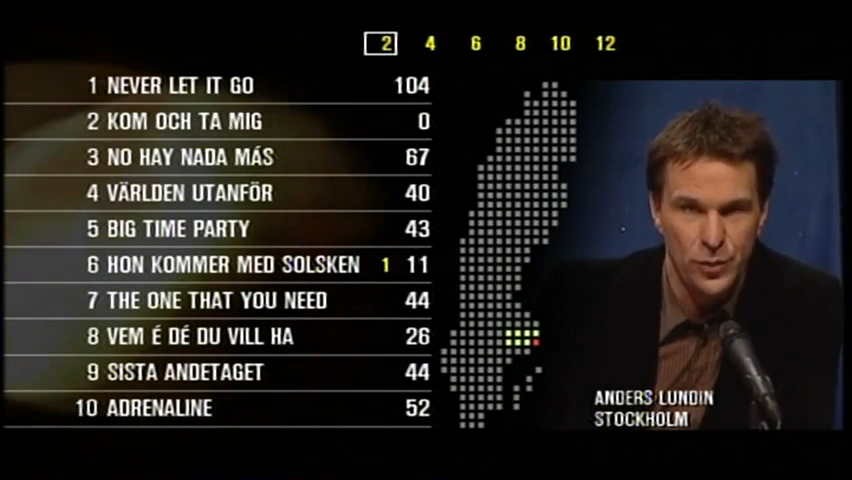 2 4 6 8 10 12
1 NEVER LET IT GO 104
2 KOM OCH TA MIG 0
3 NO HAY NADA MÁS 67
4 VÄRLDEN UTANFÖR 40
5 BIG TIME PARTY 43
6 HON KOMMER MED SOLSKEN 1 11
7 THE ONE THAT YOU NEED 44
8 VEM É DÉ DU VILL HA 26
9 SISTA ANDETAGET 44
10 ADRENALINE 52
ANDERS LUNDIN
STOCKHOLM